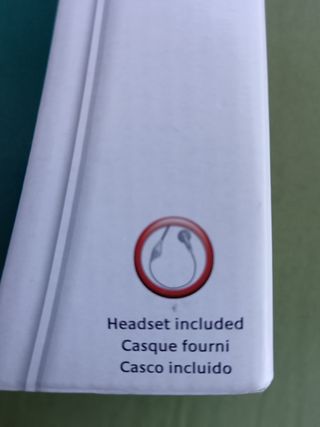 Headset included
Casque fourni
Casco incluido